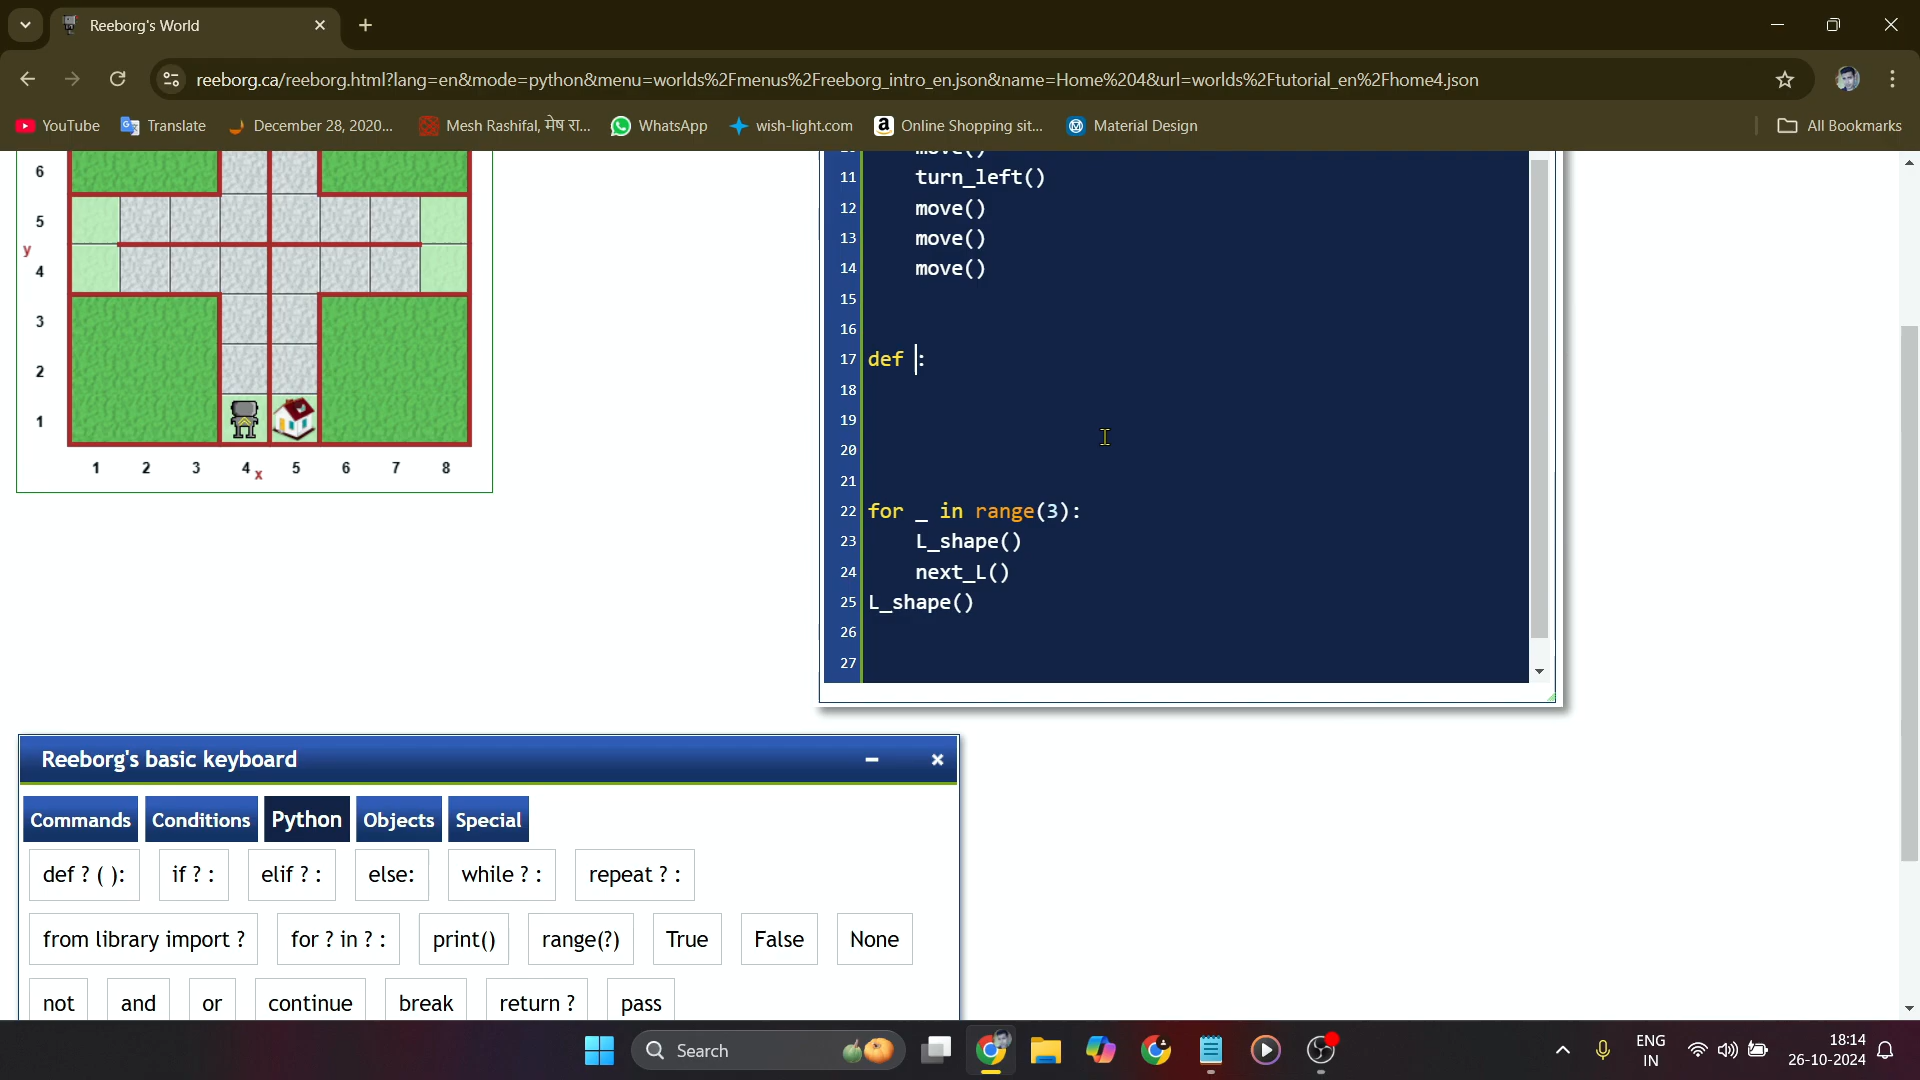 Reeborg's World
reeborg.ca/reeborg.html?lang=en&mode=python&menu=worlds%2Fmenus%2Freeborg_intro_en.json&name=Home%204&url=worlds%2Ftutorial_en%2Fhome4.json
YouTube Translate December 28, 2020... Mesh Rashifal, मेष रा... WhatsApp wish-light.com Online Shopping sit... Material Design All Bookmarks
6
5
y
4
3
2
1
1 2 3 4 x 5 6 7 8
move()
11 turn_left()
12 move()
13 move()
14 move()
15
16
17 def :
18
19
20
21
22 for _ in range(3):
23 L_shape()
24 next_L()
25 L_shape()
26
27
Reeborg's basic keyboard
Commands Conditions Python Objects Special
def ? ( ): if ? : elif ? : else: while ? : repeat ? :
from library import ? for ? in ? : print() range(?) True False None
not and or continue break return ? pass
Search
ENG
IN
18:14
26-10-2024